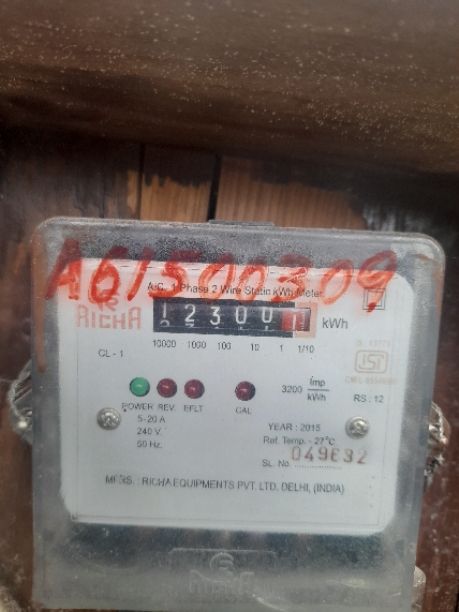 A61500309
A.C. 1 Phase 2 Wire Static kWh Meter
RICHA
12300 kWh
10000 1000 100 10 1 1/10
CL - 1
3200 Imp/kWh
RS : 12
POWER REV. EFLT CAL
5-20 A
240 V.
50 Hz.
YEAR : 2015
Ref. Temp. - 27°C
SL. No. 049632
MFRS. : RICHA EQUIPMENTS PVT. LTD. DELHI, (INDIA)